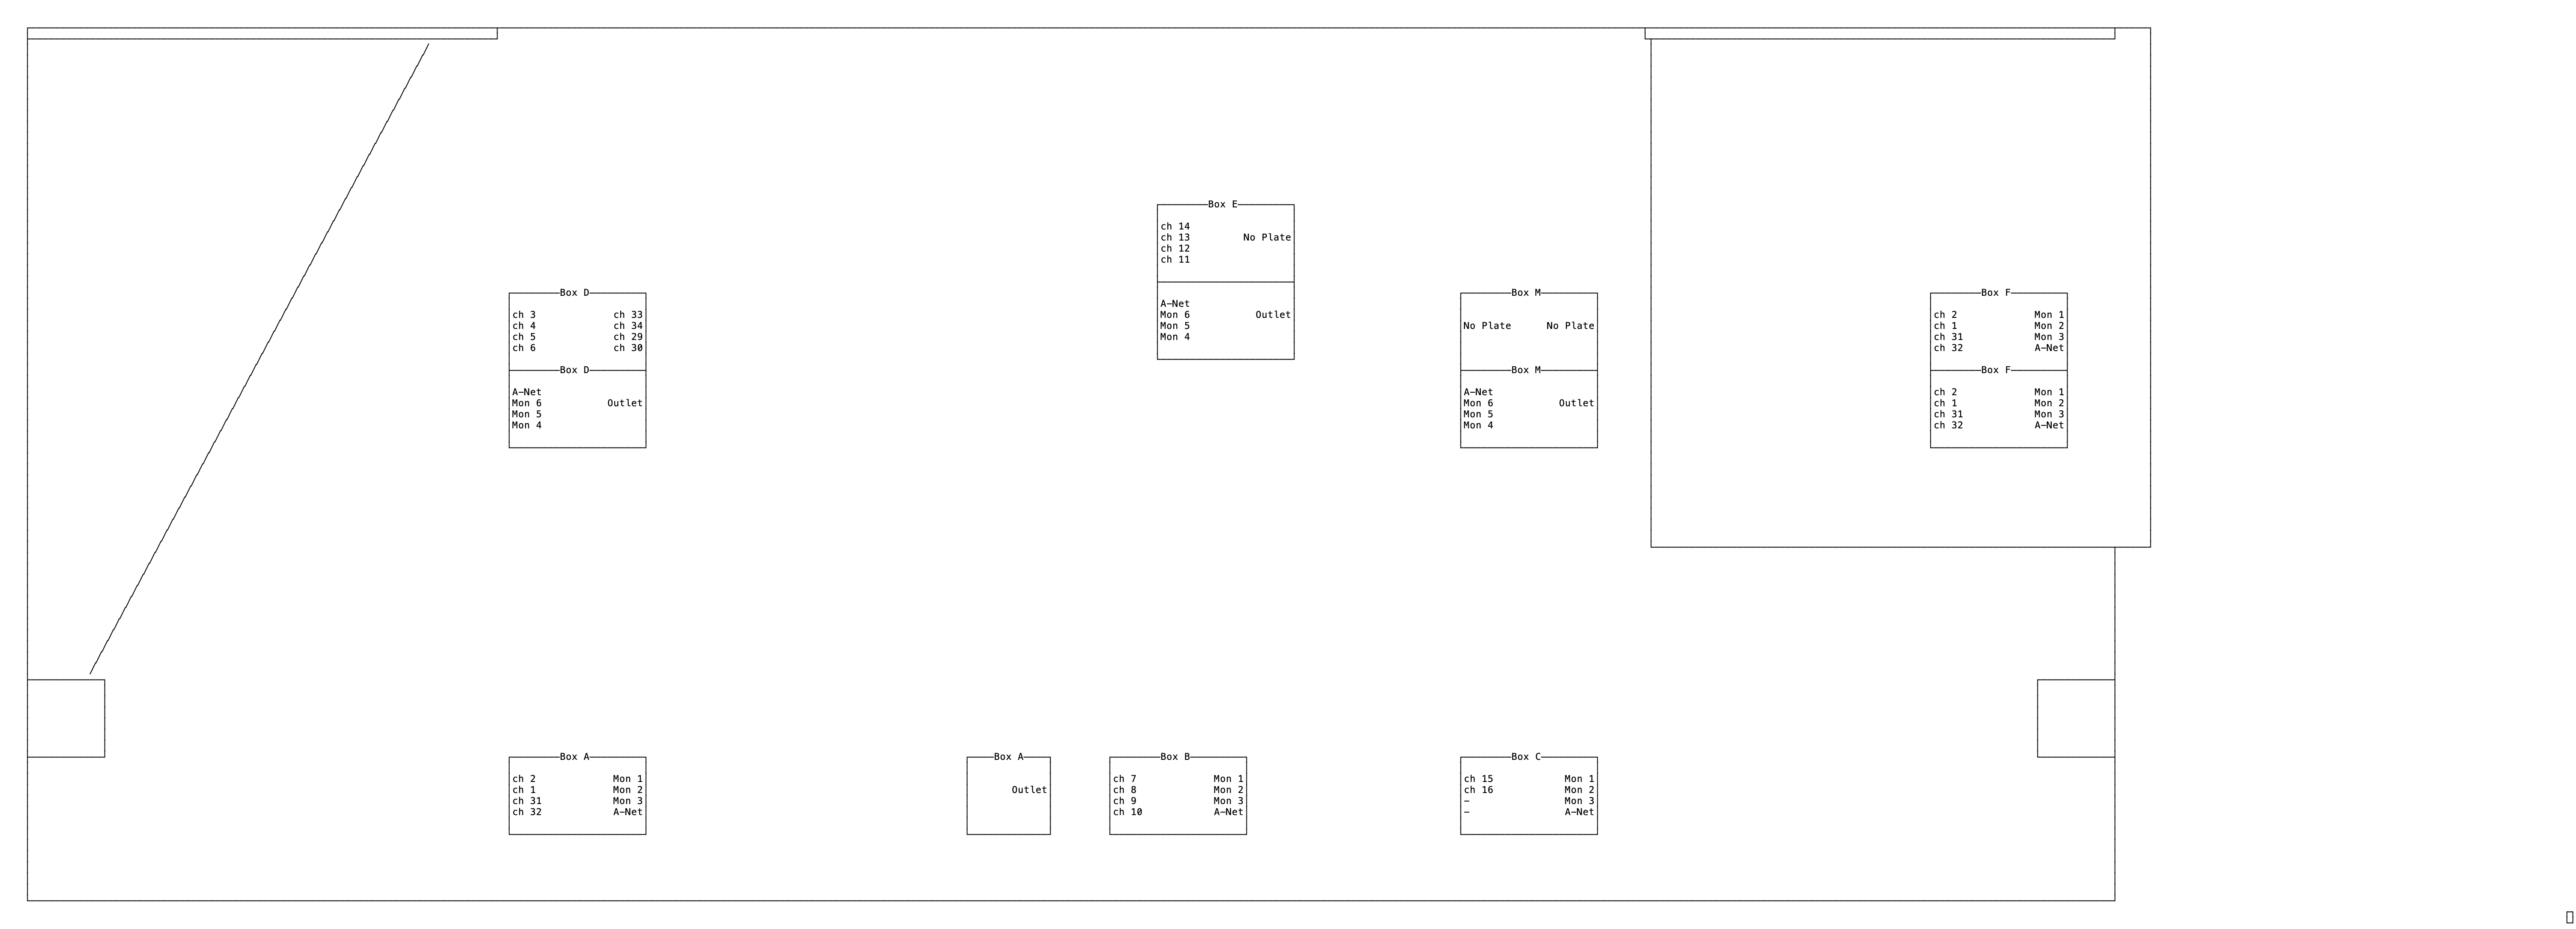 Box E
ch 14
ch 13 No Plate
ch 12
ch 11
A-Net
Mon 6 Outlet
Mon 5
Mon 4
Box D
ch 3 ch 33
ch 4 ch 34
ch 5 ch 29
ch 6 ch 30
Box D
A-Net
Mon 6 Outlet
Mon 5
Mon 4
Box M
No Plate No Plate
Box M
A-Net
Mon 6 Outlet
Mon 5
Mon 4
Box F
ch 2 Mon 1
ch 1 Mon 2
ch 31 Mon 3
ch 32 A-Net
Box F
ch 2 Mon 1
ch 1 Mon 2
ch 31 Mon 3
ch 32 A-Net
Box A
ch 2 Mon 1
ch 1 Mon 2
ch 31 Mon 3
ch 32 A-Net
Box A
Outlet
Box B
ch 7 Mon 1
ch 8 Mon 2
ch 9 Mon 3
ch 10 A-Net
Box C
ch 15 Mon 1
ch 16 Mon 2
- Mon 3
- A-Net